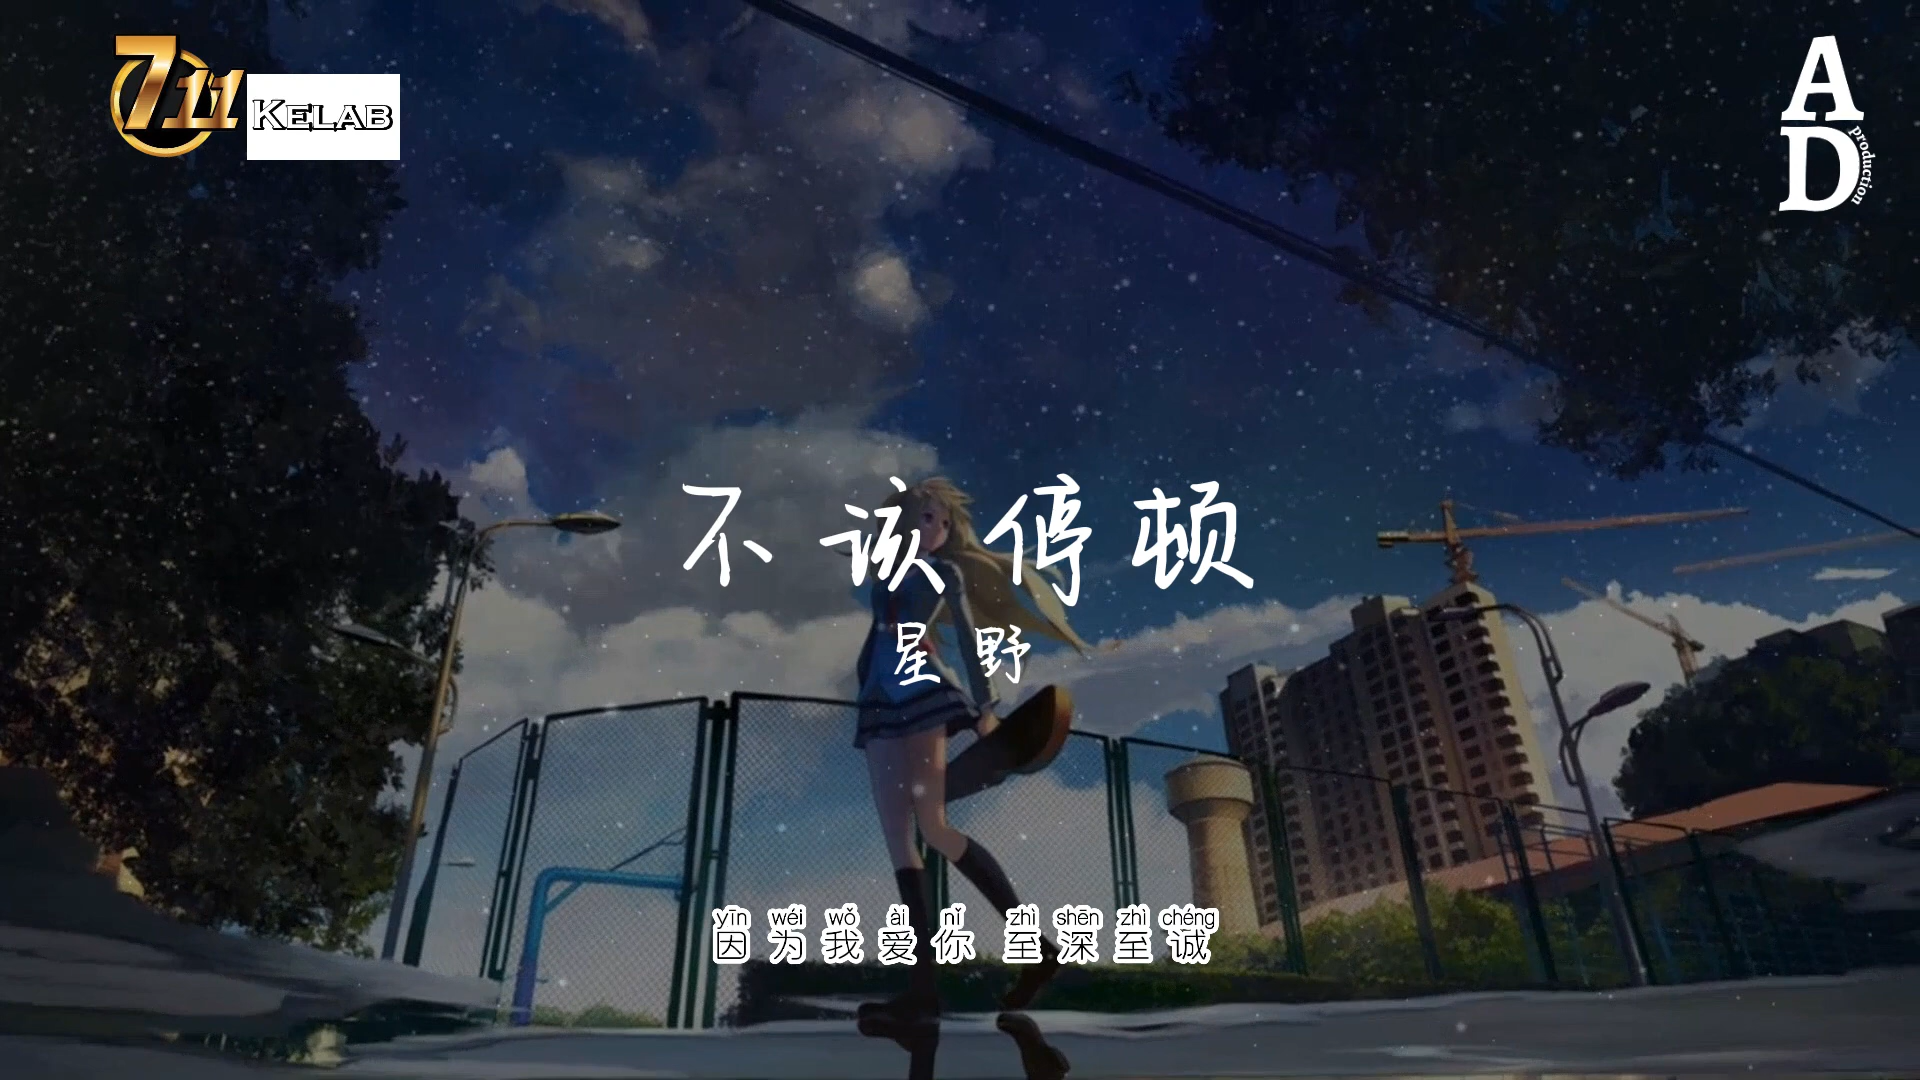 711 KELAB
AD production
不该停顿
星野
yīn wéi wǒ ài nǐ zhì shēn zhì chéng
因为我爱你 至深至诚